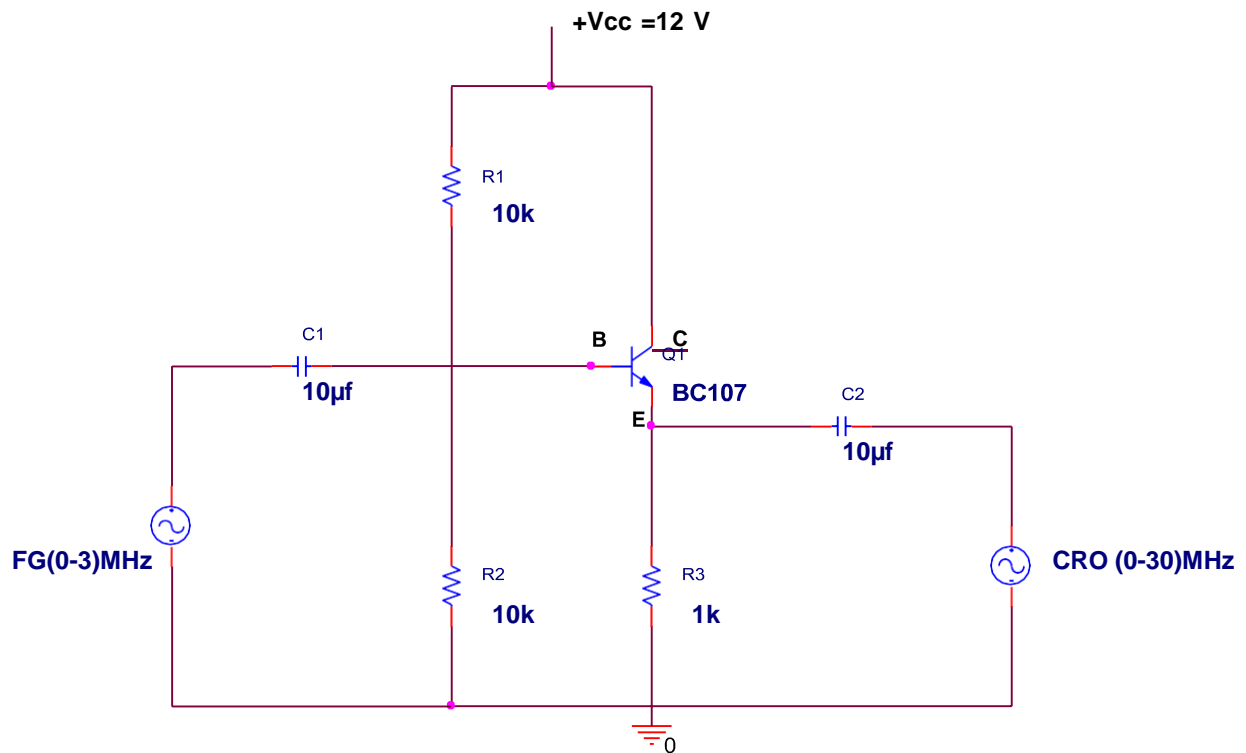 +Vcc =12 V
R1
10k
C1
10µf
B
C
Q1
BC107
E
C2
10µf
FG(0-3)MHz
R2
10k
R3
1k
CRO (0-30)MHz
0